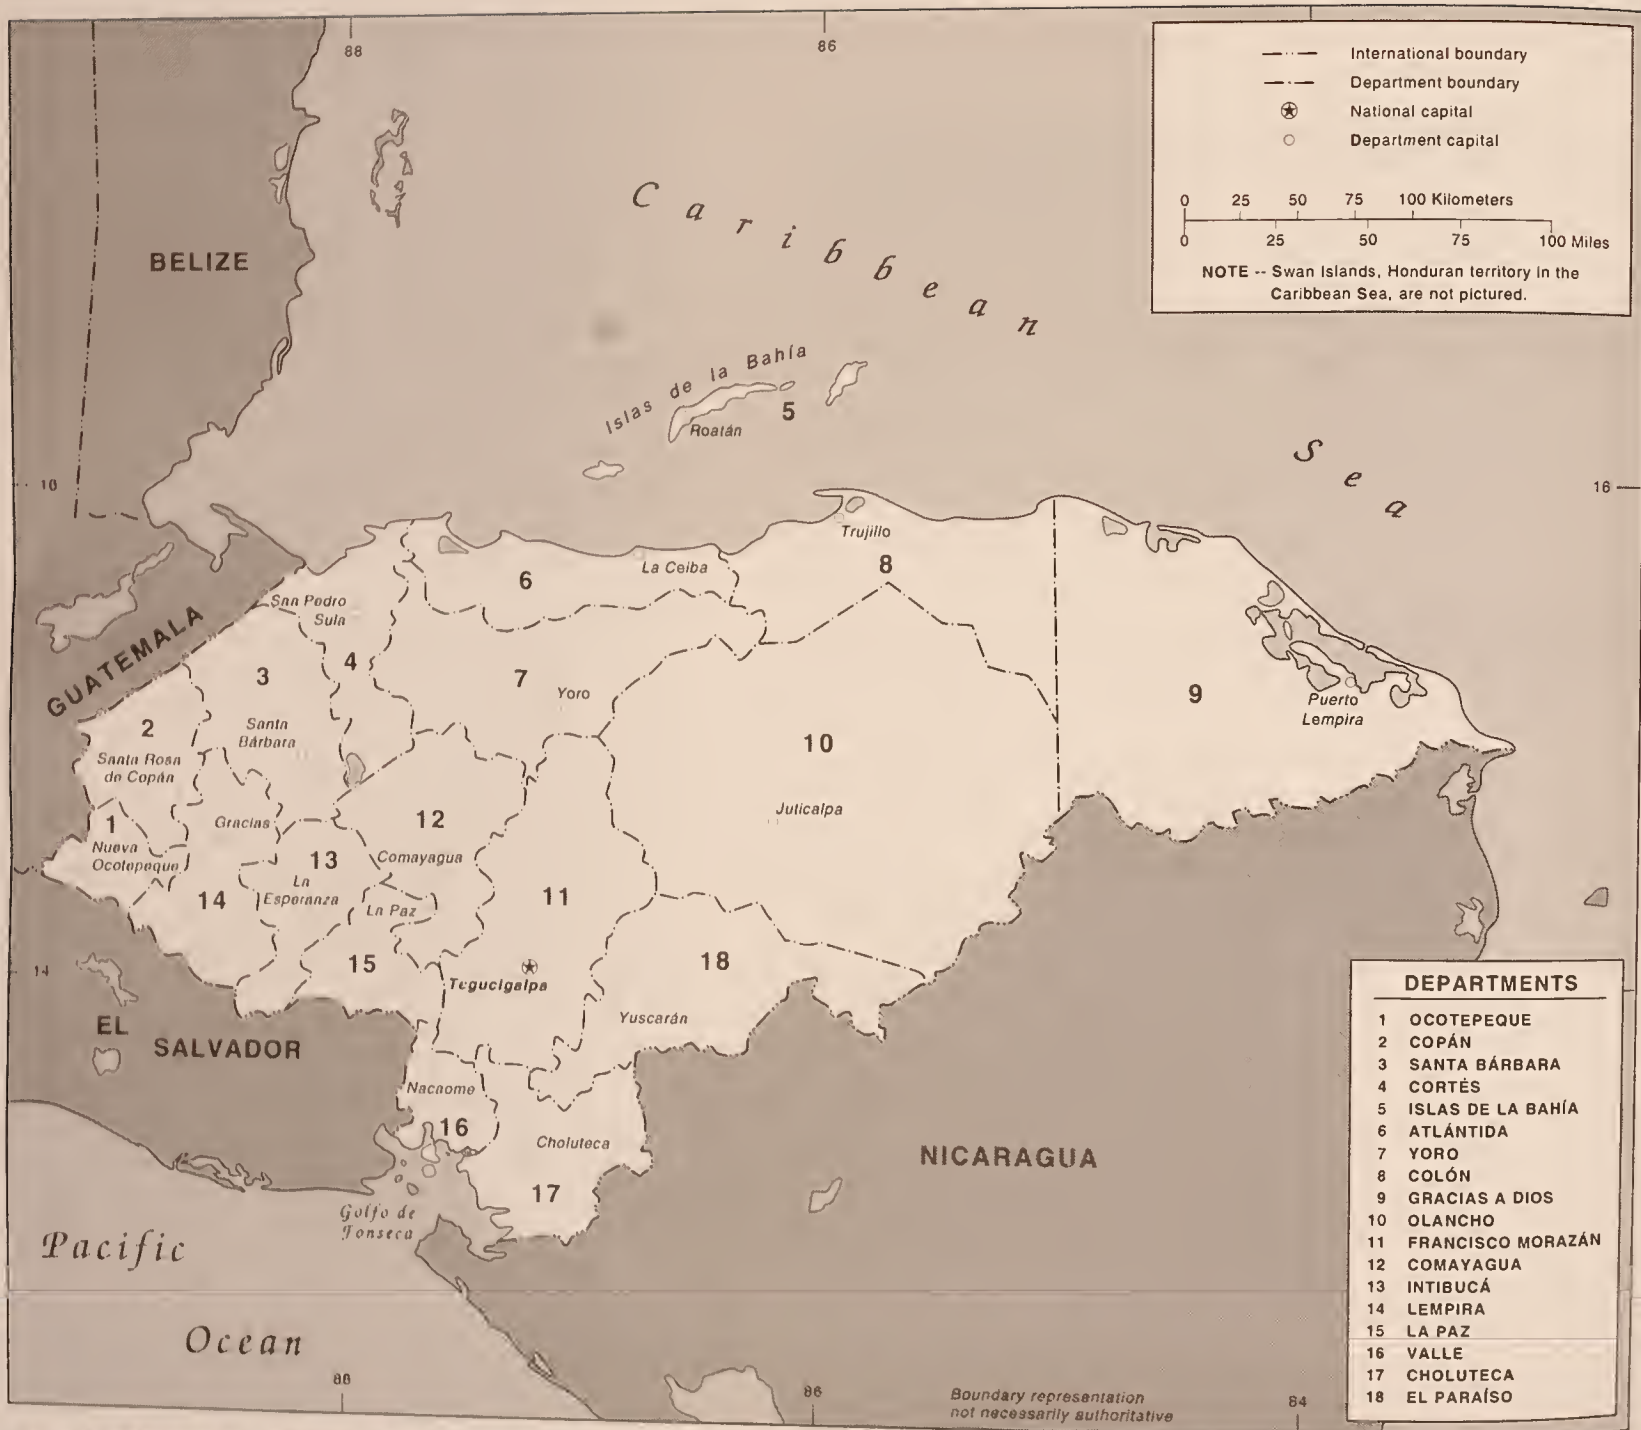 88
86
International boundary
Department boundary
National capital
Department capital
0 25 50 75 100 Kilometers
0 25 50 75 100 Miles
NOTE -- Swan Islands, Honduran territory in the
Caribbean Sea, are not pictured.
Caribbean
Sea
BELIZE
Islas de la Bahía
5
Roatán
16
16
Trujillo
8
La Ceiba
6
San Pedro
Sula
GUATEMALA
4
3
7
Yoro
9
Puerto
Lempira
2
Santa
Bárbara
10
Santa Rosa
de Copán
Juticalpa
1
Gracias
12
Nueva
Ocotepeque
13
Comayagua
La
Esperanza
14
11
La Paz
15
18
14
Tegucigalpa
Yuscarán
EL
SALVADOR
Nacaome
16
Choluteca
NICARAGUA
17
Golfo de
Fonseca
Pacific
Ocean
88
86
84
Boundary representation
not necessarily authoritative
DEPARTMENTS
1 OCOTEPEQUE
2 COPÁN
3 SANTA BÁRBARA
4 CORTÉS
5 ISLAS DE LA BAHÍA
6 ATLÁNTIDA
7 YORO
8 COLÓN
9 GRACIAS A DIOS
10 OLANCHO
11 FRANCISCO MORAZÁN
12 COMAYAGUA
13 INTIBUCÁ
14 LEMPIRA
15 LA PAZ
16 VALLE
17 CHOLUTECA
18 EL PARAÍSO